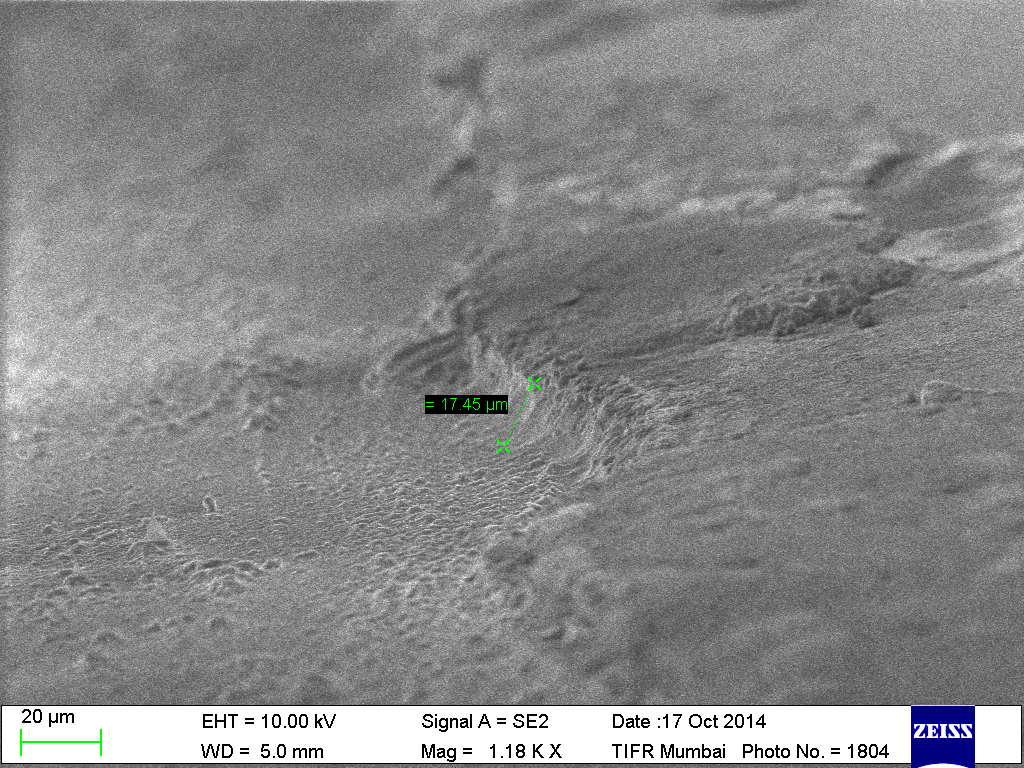 = 17.45 µm
20 µm
EHT = 10.00 kV
Signal A = SE2
Date :17 Oct 2014
WD = 5.0 mm
Mag = 1.18 K X
TIFR Mumbai Photo No. = 1804
ZEISS